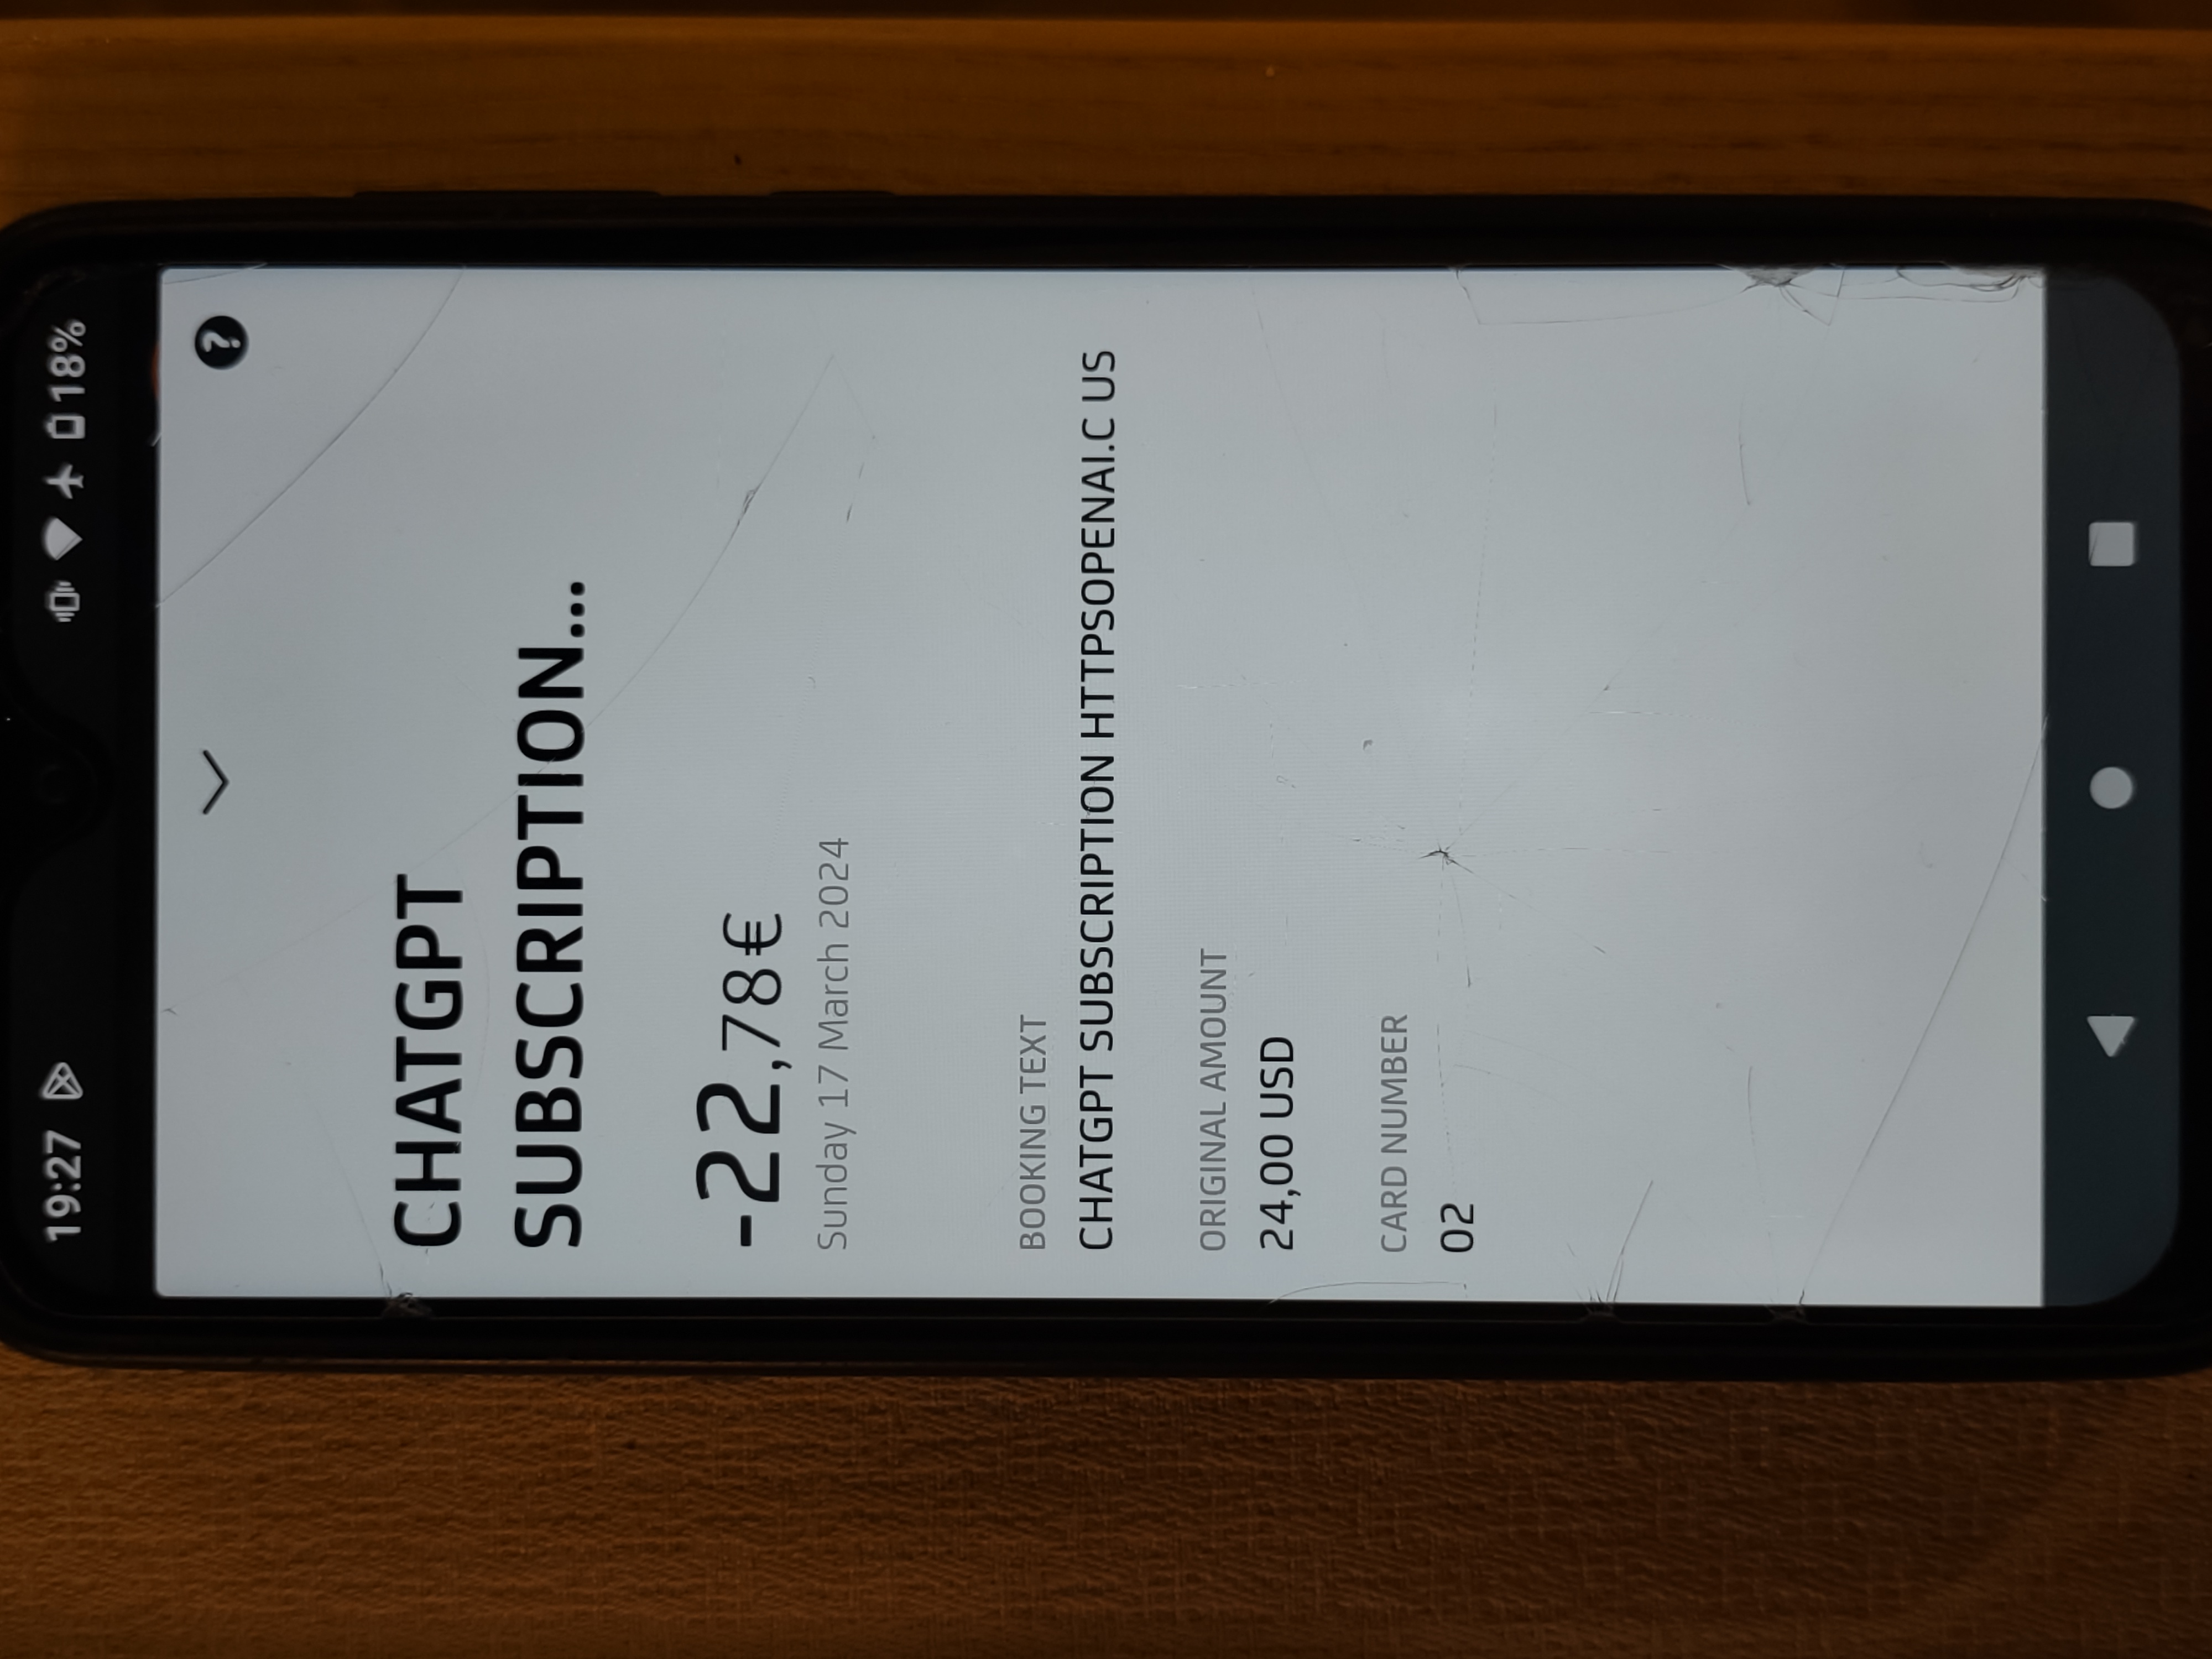 19:27
18%
?
CHATGPT
SUBSCRIPTION...
-22,78€
Sunday 17 March 2024
BOOKING TEXT
CHATGPT SUBSCRIPTION HTTPSOPENAI.C US
ORIGINAL AMOUNT
24,00 USD
CARD NUMBER
02